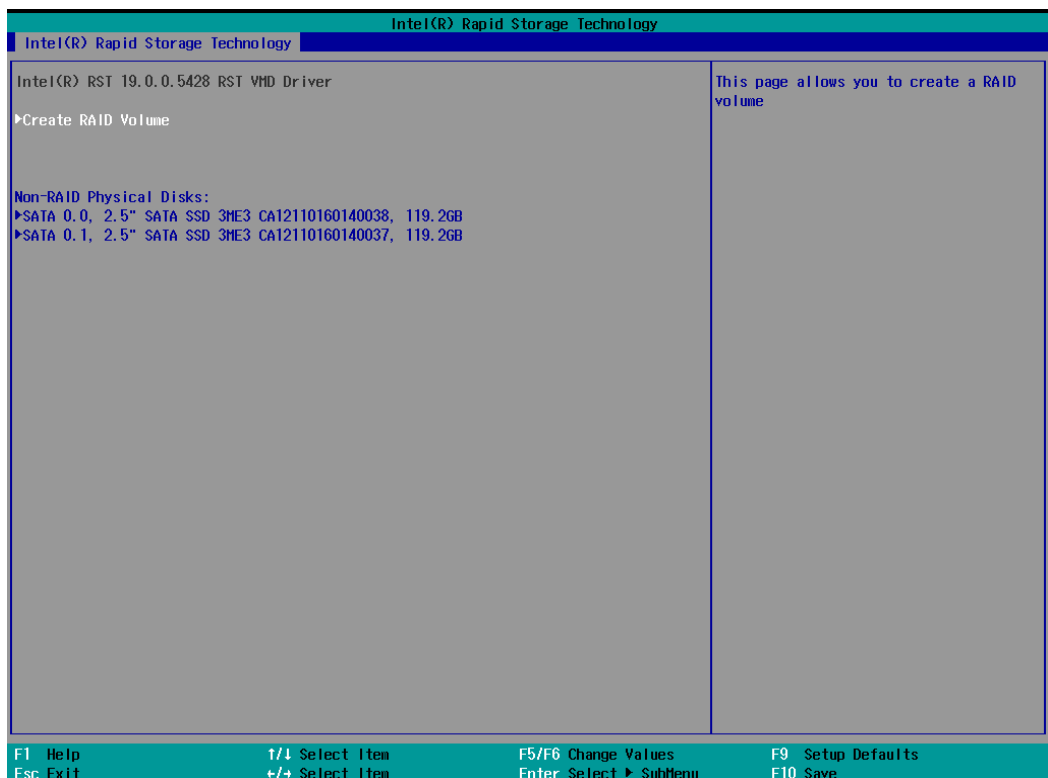 Intel(R) Rapid Storage Technology
Intel(R) Rapid Storage Technology
Intel(R) RST 19.0.0.5428 RST VMD Driver
▶Create RAID Volume
Non-RAID Physical Disks:
▶SATA 0.0, 2.5" SATA SSD 3ME3 CA12110160140038, 119.2GB
▶SATA 0.1, 2.5" SATA SSD 3ME3 CA12110160140037, 119.2GB
This page allows you to create a RAID
volume
F1 Help ↑/↓ Select Item F5/F6 Change Values F9 Setup Defaults
Esc Exit ←/→ Select Item Enter Select ▶ SubMenu F10 Save